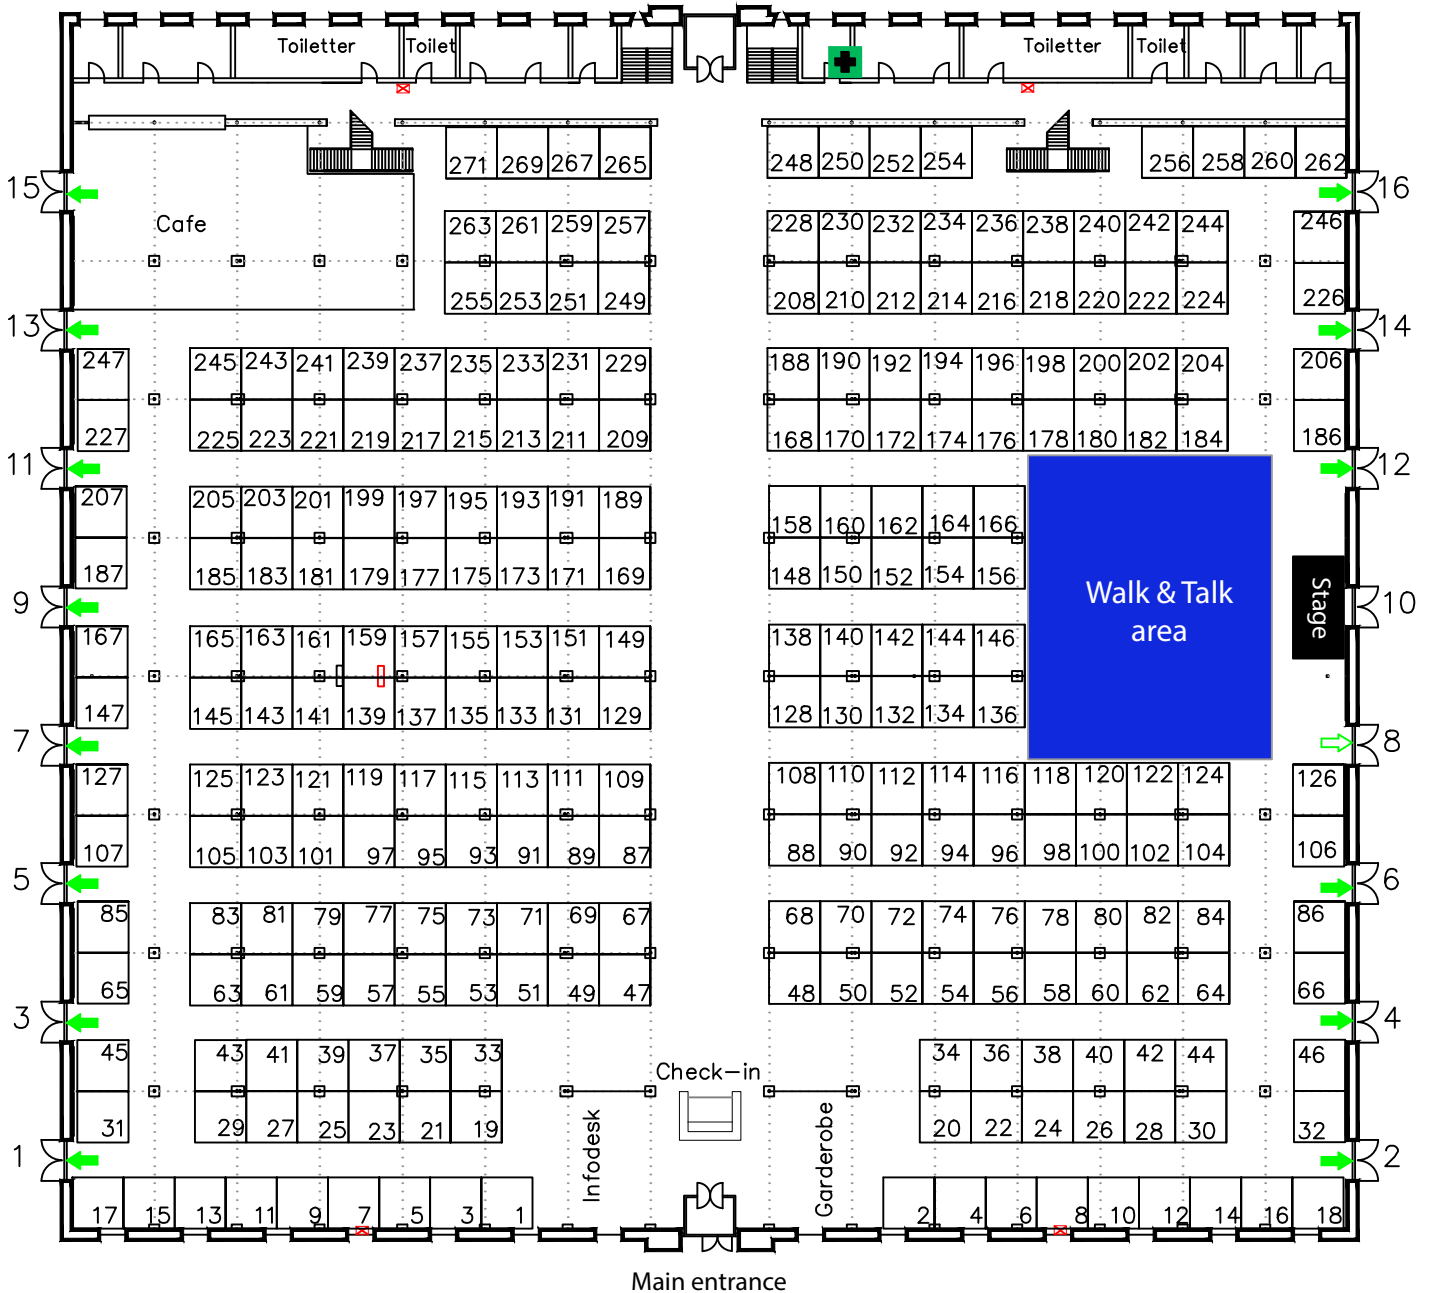 Toiletter Toilet Toiletter Toilet
271 269 267 265 248 250 252 254 256 258 260 262
15 16
Cafe
263 261 259 257 228 230 232 234 236 238 240 242 244 246
255 253 251 249 208 210 212 214 216 218 220 222 224 226
13 14
247 245 243 241 239 237 235 233 231 229 188 190 192 194 196 198 200 202 204 206
227 225 223 221 219 217 215 213 211 209 168 170 172 174 176 178 180 182 184 186
11 12
207 205 203 201 199 197 195 193 191 189 158 160 162 164 166
187 185 183 181 179 177 175 173 171 169 148 150 152 154 156
Walk & Talk
area
Stage
9 10
167 165 163 161 159 157 155 153 151 149 138 140 142 144 146
147 145 143 141 139 137 135 133 131 129 128 130 132 134 136
7 8
127 125 123 121 119 117 115 113 111 109 108 110 112 114 116 118 120 122 124 126
107 105 103 101 97 95 93 91 89 87 88 90 92 94 96 98 100 102 104 106
5 6
85 83 81 79 77 75 73 71 69 67 68 70 72 74 76 78 80 82 84 86
65 63 61 59 57 55 53 51 49 47 48 50 52 54 56 58 60 62 64 66
3 4
45 43 41 39 37 35 33 34 36 38 40 42 44 46
Check-in
31 29 27 25 23 21 19 20 22 24 26 28 30 32
Infodesk
Garderobe
1 2
17 15 13 11 9 7 5 3 1 2 4 6 8 10 12 14 16 18
Main entrance